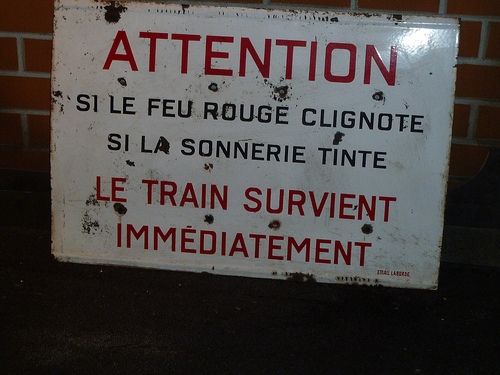 ATTENTION
SI LE FEU ROUGE CLIGNOTE
SI LA SONNERIE TINTE
LE TRAIN SURVIENT
IMMÉDIATEMENT